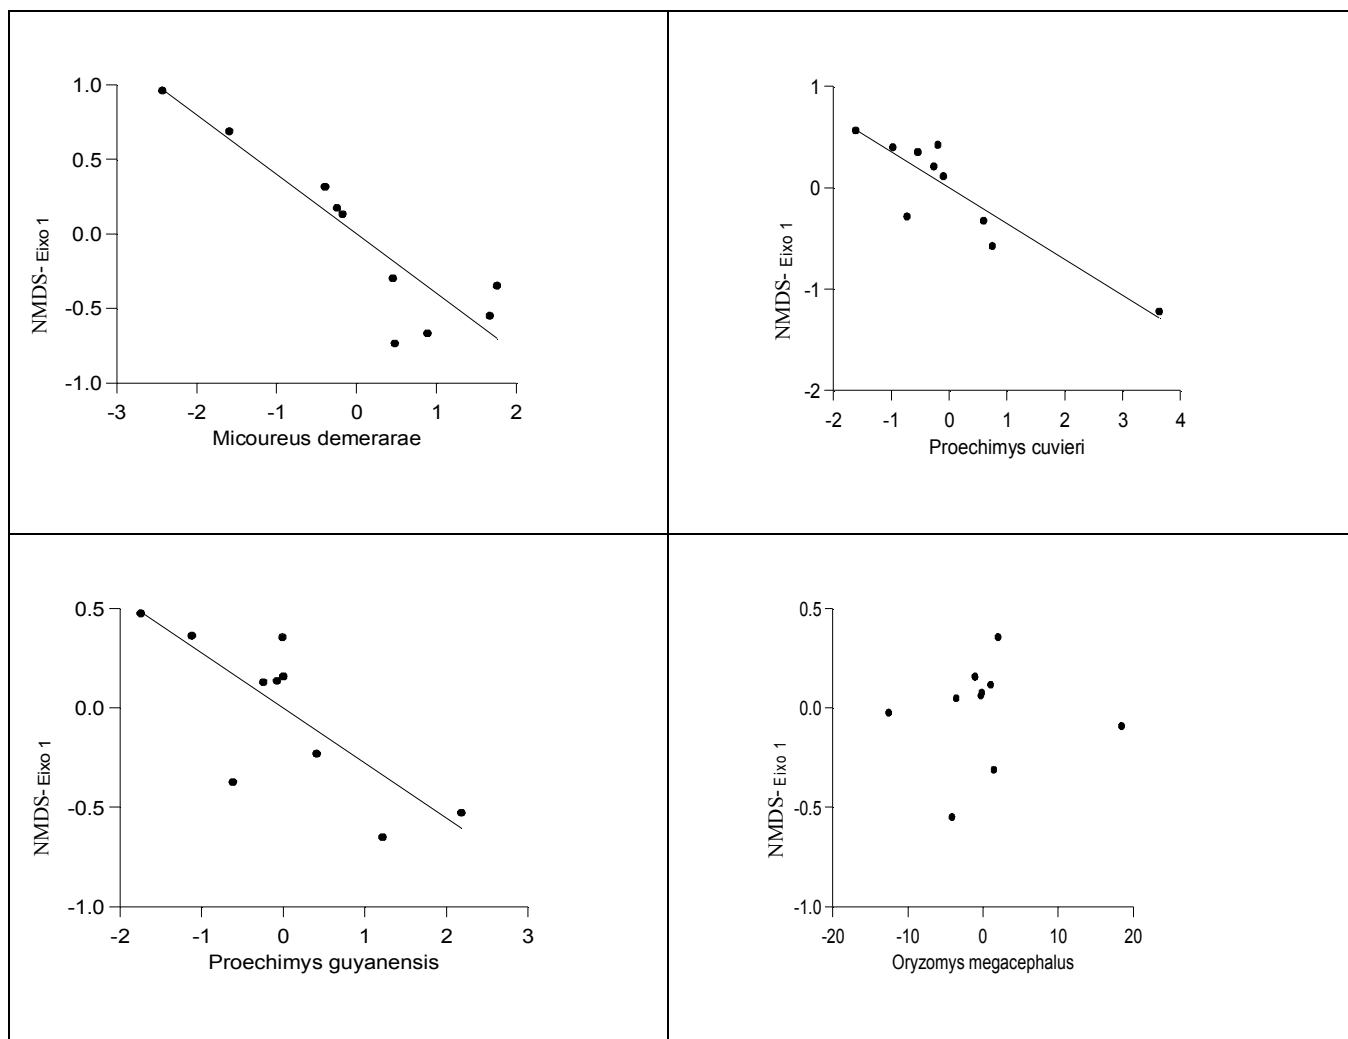 1.0
0.5
0.0
-0.5
-1.0
-3 -2 -1 0 1 2
NMDS- Eixo 1
Micoureus demerarae
1
0
-1
-2
-2 -1 0 1 2 3 4
NMDS- Eixo 1
Proechimys cuvieri
0.5
0.0
-0.5
-1.0
-2 -1 0 1 2 3
NMDS- Eixo 1
Proechimys guyanensis
0.5
0.0
-0.5
-1.0
-20 -10 0 10 20
NMDS- Eixo 1
Oryzomys megacephalus